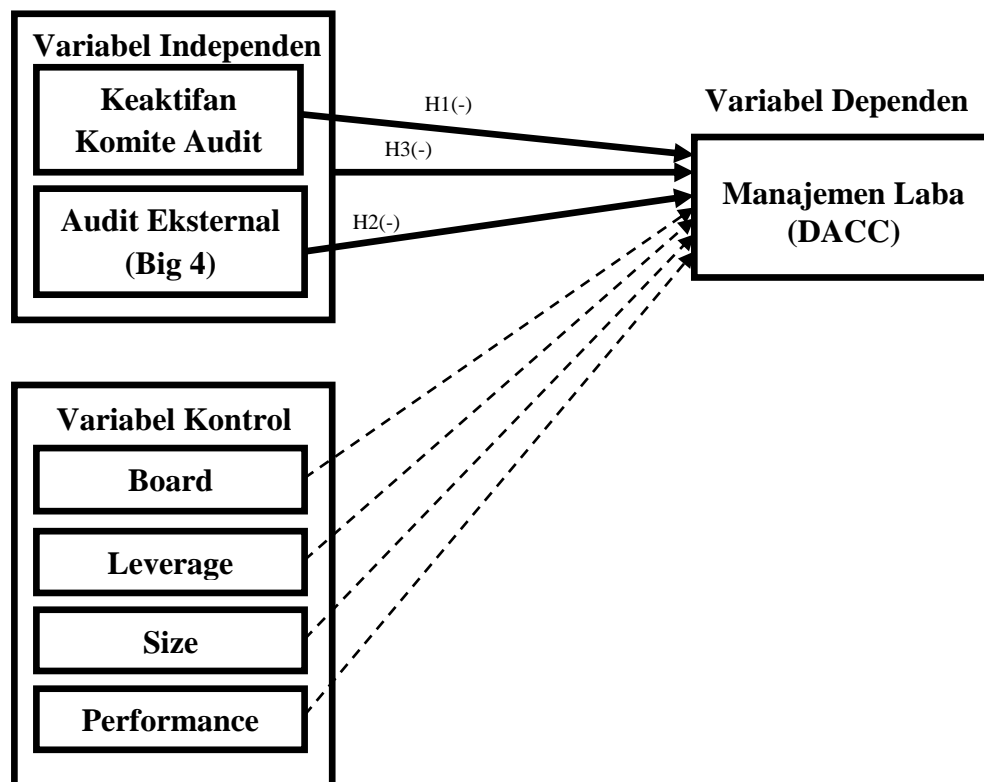 Variabel Independen
Keaktifan
Komite Audit
Audit Eksternal
(Big 4)
H1(-)
H3(-)
H2(-)
Variabel Dependen
Manajemen Laba
(DACC)
Variabel Kontrol
Board
Leverage
Size
Performance